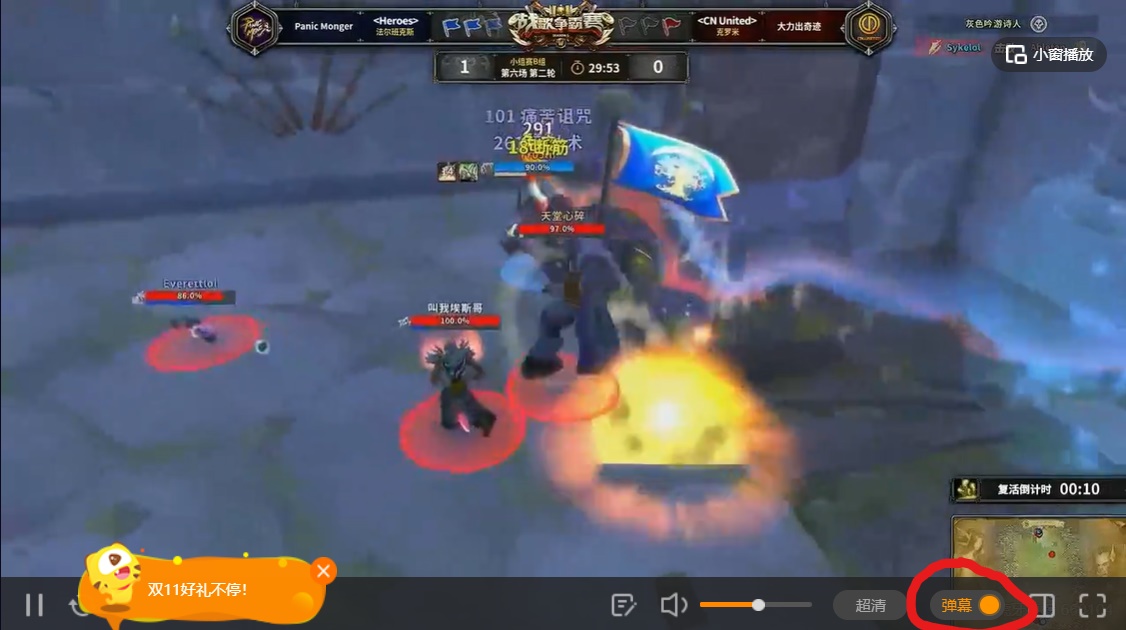 Panic Monger
<Heroes>
法尔班克斯
战歌争霸赛
<CN United>
克罗米
大力出奇迹
灰色吟游诗人
Sykelol
小窗播放
1
小组赛B组
第六场 第二轮
29:53
0
101 痛苦诅咒
291
18 断筋
90.0%
天堂心碎
97.0%
Everettlol
86.0%
叫我埃斯哥
100.0%
复活倒计时 00:10
双11好礼不停!
超清
弹幕